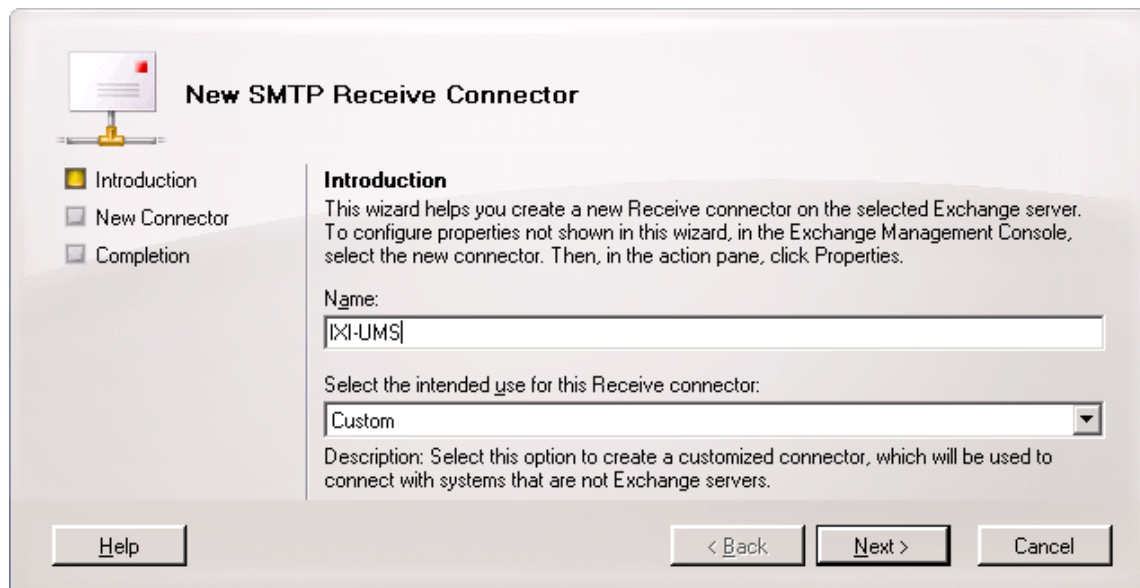 New SMTP Receive Connector
Introduction
New Connector
Completion
Introduction
This wizard helps you create a new Receive connector on the selected Exchange server.
To configure properties not shown in this wizard, in the Exchange Management Console,
select the new connector. Then, in the action pane, click Properties.
Name:
IXI-UMS
Select the intended use for this Receive connector:
Custom
Description: Select this option to create a customized connector, which will be used to
connect with systems that are not Exchange servers.
Help
< Back
Next >
Cancel